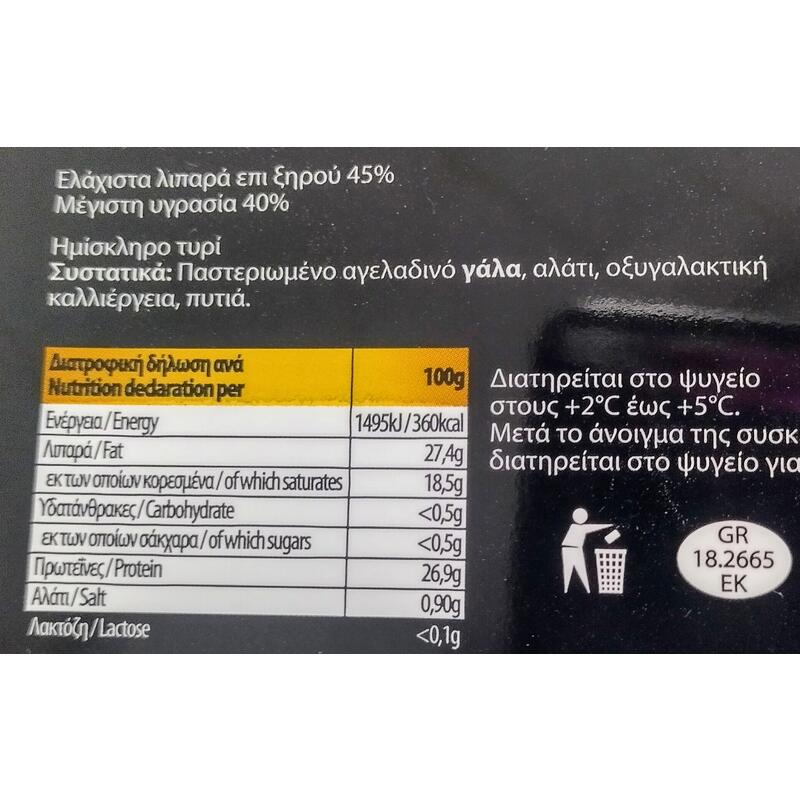 Ελάχιστα λιπαρά επι ξηρού 45%
Μέγιστη υγρασία 40%
Ημίσκληρο τυρί
Συστατικά: Παστεριωμένο αγελαδινό γάλα, αλάτι, οξυγαλακτική
καλλιέργεια, πυτιά.
Διατροφική δήλωση ανά
Nutrition declaration per 100g
Ενέργεια/Energy 1495kJ/360kcal
Λιπαρά/Fat 27,4g
εκ των οποίων κορεσμένα/of which saturates 18,5g
Υδατάνθρακες/Carbohydrate <0,5g
εκ των οποίων σάκχαρα/of which sugars <0,5g
Πρωτεΐνες/Protein 26,9g
Αλάτι/Salt 0,90g
Λακτόζη/Lactose <0,1g
Διατηρείται στο ψυγείο
στους +2°C έως +5°C.
Μετά το άνοιγμα της συσκ
διατηρείται στο ψυγείο για
GR
18.2665
ΕΚ